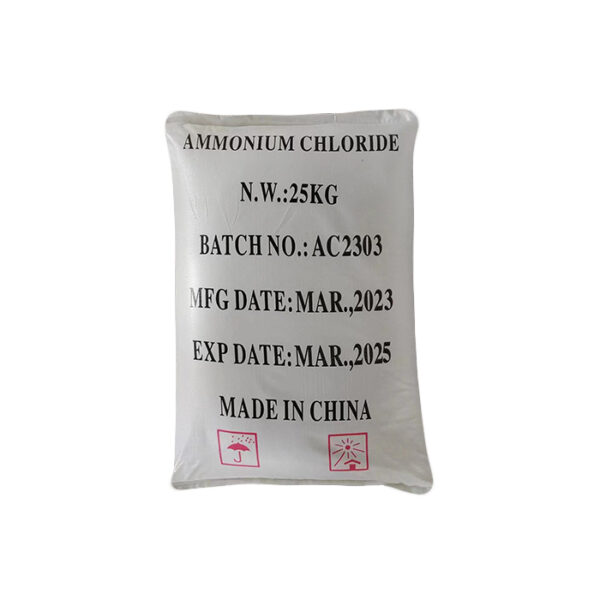 AMMONIUM CHLORIDE
N.W.:25KG
BATCH NO.: AC2303
MFG DATE:MAR.,2023
EXP DATE:MAR.,2025
MADE IN CHINA